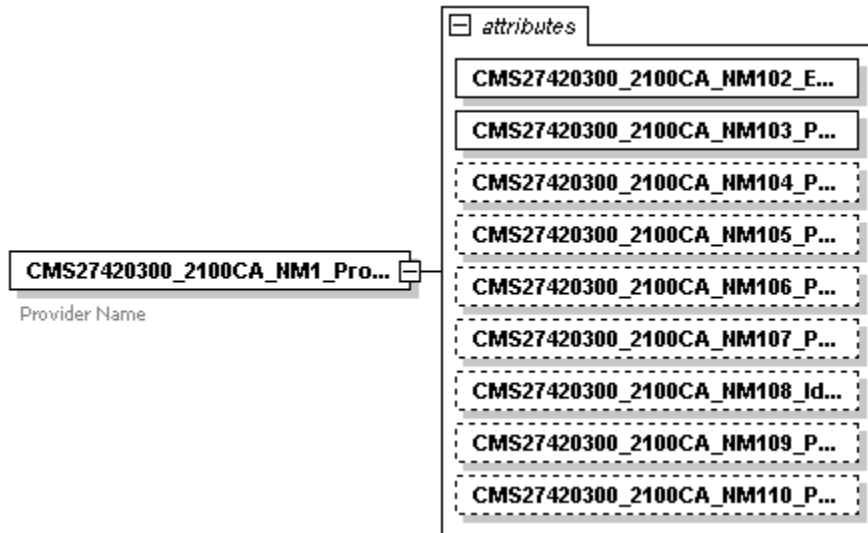 attributes
CMS27420300_2100CA_NM102_E...
CMS27420300_2100CA_NM103_P...
CMS27420300_2100CA_NM104_P...
CMS27420300_2100CA_NM105_P...
CMS27420300_2100CA_NM1_Pro...
Provider Name
CMS27420300_2100CA_NM106_P...
CMS27420300_2100CA_NM107_P...
CMS27420300_2100CA_NM108_Id...
CMS27420300_2100CA_NM109_P...
CMS27420300_2100CA_NM110_P...